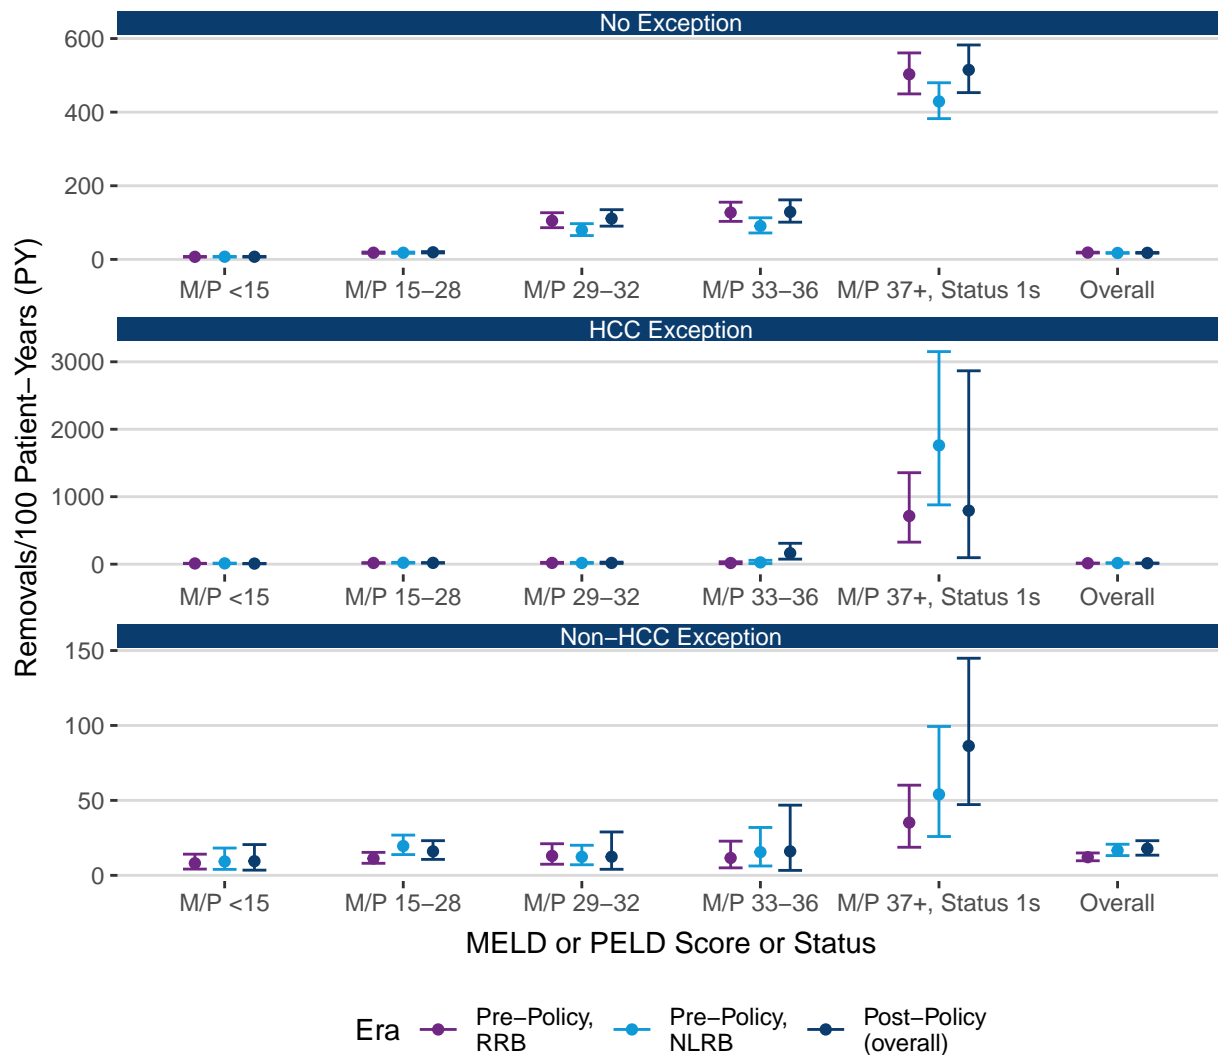 No Exception
600
400
200
0
M/P <15 M/P 15−28 M/P 29−32 M/P 33−36 M/P 37+, Status 1s Overall
HCC Exception
3000
2000
1000
0
M/P <15 M/P 15−28 M/P 29−32 M/P 33−36 M/P 37+, Status 1s Overall
Non−HCC Exception
150
100
50
0
M/P <15 M/P 15−28 M/P 29−32 M/P 33−36 M/P 37+, Status 1s Overall
Removals/100 Patient−Years (PY)
MELD or PELD Score or Status
Era
Pre−Policy,
RRB
Pre−Policy,
NLRB
Post−Policy
(overall)